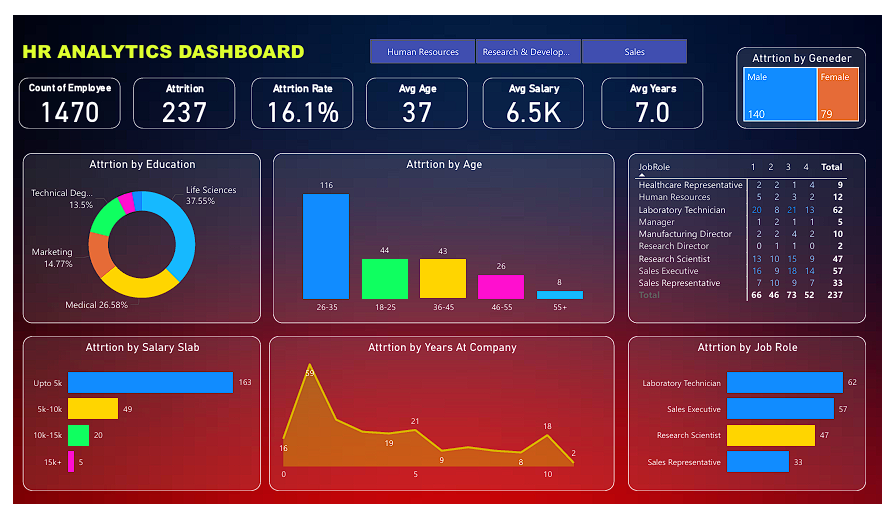 HR ANALYTICS DASHBOARD
Human Resources
Research & Develop...
Sales
Count of Employee
1470
Attrition
237
Attrtion Rate
16.1%
Avg Age
37
Avg Salary
6.5K
Avg Years
7.0
Attrtion by Geneder
Male
Female
140
79
Attrtion by Education
Technical Deg...
13.5%
Life Sciences
37.55%
Marketing
14.77%
Medical 26.58%
Attrtion by Age
116
44
43
26
8
26-35
18-25
36-45
46-55
55+
JobRole 1 2 3 4 Total
Healthcare Representative 2 2 1 4 9
Human Resources 5 2 3 2 12
Laboratory Technician 20 8 21 13 62
Manager 1 2 1 1 5
Manufacturing Director 2 2 4 2 10
Research Director 0 1 1 0 2
Research Scientist 13 10 15 9 47
Sales Executive 16 9 18 14 57
Sales Representative 7 10 9 7 33
Total 66 46 73 52 237
Attrtion by Salary Slab
Upto 5k 163
5k-10k 49
10k-15k 20
15k+ 5
Attrtion by Years At Company
59
16
19
21
9
8
18
2
0
5
10
Attrtion by Job Role
Laboratory Technician 62
Sales Executive 57
Research Scientist 47
Sales Representative 33